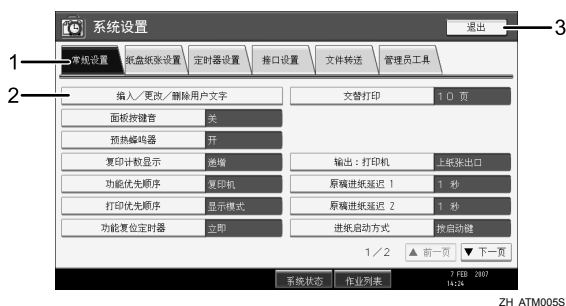 系统设置
退出
3
1
常规设置 纸盘纸张设置 定时器设置 接口设置 文件转送 管理员工具
2
编入／更改／删除用户文字 交替打印 10 页
面板按键音 关
预热蜂鸣器 开
复印计数显示 递增 输出：打印机 上纸张出口
功能优先顺序 复印机 原稿进纸延迟 1 1 秒
打印优先顺序 显示模式 原稿进纸延迟 2 1 秒
功能复位定时器 立即 进纸启动方式 按启动键
1／2 ▲ 前一页 ▼ 下一页
系统状态 作业列表 7 FEB 2007
14:24
ZH ATM005S